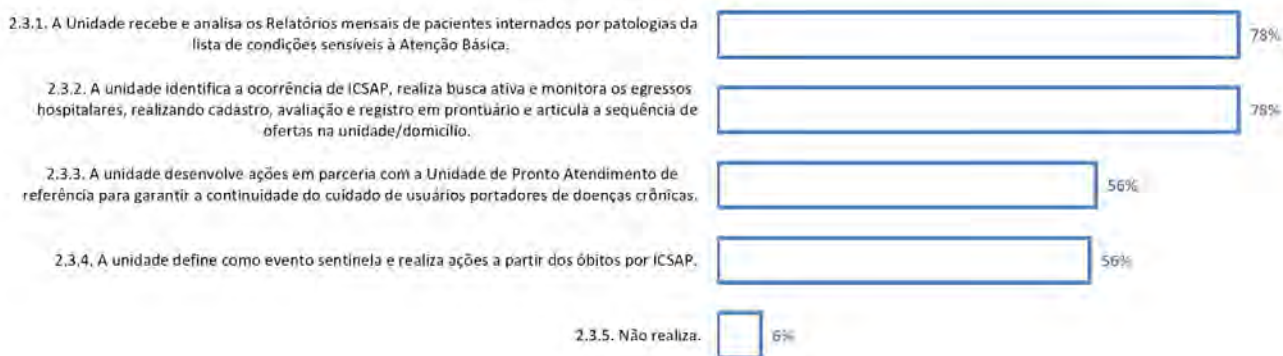 2.3.1. A Unidade recebe e analisa os Relatórios mensais de pacientes internados por patologias da
lista de condições sensíveis à Atenção Básica.
78%
2.3.2. A unidade identifica a ocorrência de ICSAP, realiza busca ativa e monitora os egressos
hospitalares, realizando cadastro, avaliação e registro em prontuário e articula a sequência de
ofertas na unidade/domicílio.
78%
2.3.3. A unidade desenvolve ações em parceria com a Unidade de Pronto Atendimento de
referência para garantir a continuidade do cuidado de usuários portadores de doenças crônicas.
56%
2.3.4. A unidade define como evento sentinela e realiza ações a partir dos óbitos por ICSAP.
56%
2.3.5. Não realiza.
6%